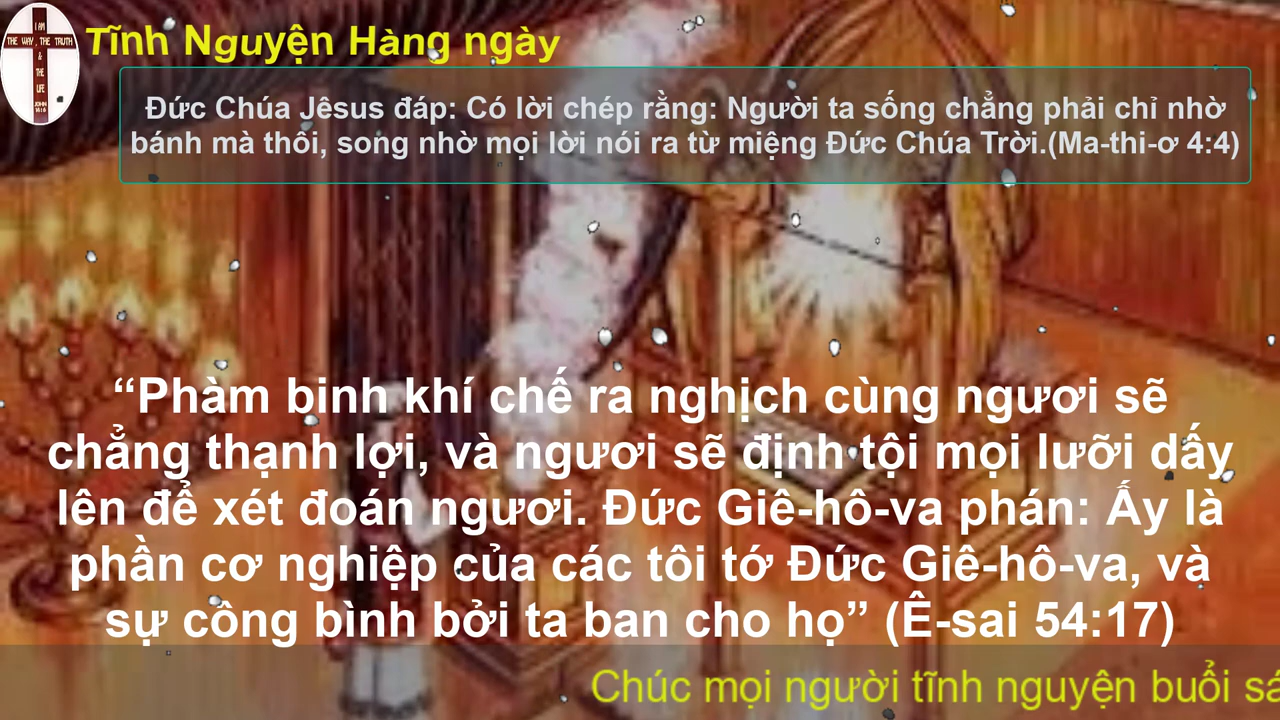 I AM
THE WAY, THE TRUTH
&
THE
LIFE
JOHN
Tĩnh Nguyện Hàng ngày
Đức Chúa Jêsus đáp: Có lời chép rằng: Người ta sống chẳng phải chỉ nhờ
bánh mà thôi, song nhờ mọi lời nói ra từ miệng Đức Chúa Trời.(Ma-thi-ơ 4:4)
“Phàm binh khí chế ra nghịch cùng ngươi sẽ
chẳng thạnh lợi, và ngươi sẽ định tội mọi lưỡi dấy
lên để xét đoán ngươi. Đức Giê-hô-va phán: Ấy là
phần cơ nghiệp của các tôi tớ Đức Giê-hô-va, và
sự công bình bởi ta ban cho họ” (Ê-sai 54:17)
Chúc mọi người tĩnh nguyện buổi sá